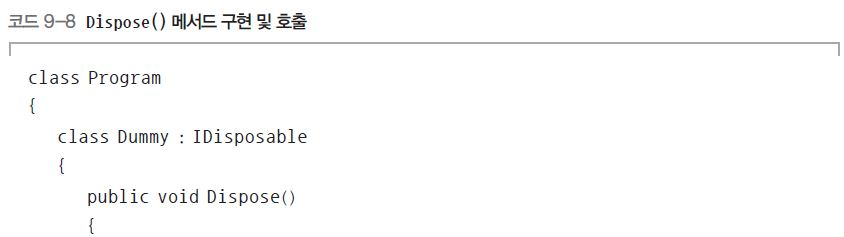 코드 9-8 Dispose() 메서드 구현 및 호출
class Program
{
class Dummy : IDisposable
{
public void Dispose()
{